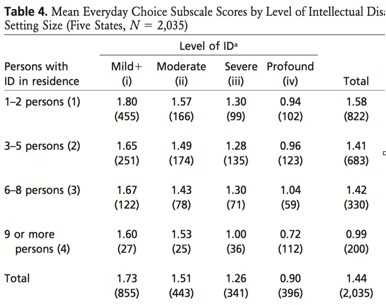 Table 4. Mean Everyday Choice Subscale Scores by Level of Intellectual
Setting Size (Five States, N = 2,035)
Level of IDa
Persons with Mild+ Moderate Severe Profound
ID in residence (i) (ii) (iii) (iv) Total
1–2 persons (1) 1.80 1.57 1.30 0.94 1.58
(455) (166) (99) (102) (822)
3–5 persons (2) 1.65 1.49 1.28 0.96 1.41
(251) (174) (135) (123) (683)
6–8 persons (3) 1.67 1.43 1.30 1.04 1.42
(122) (78) (71) (59) (330)
9 or more 1.60 1.53 1.00 0.72 0.99
persons (4) (27) (25) (36) (112) (200)
Total 1.73 1.51 1.26 0.90 1.44
(855) (443) (341) (396) (2,035)